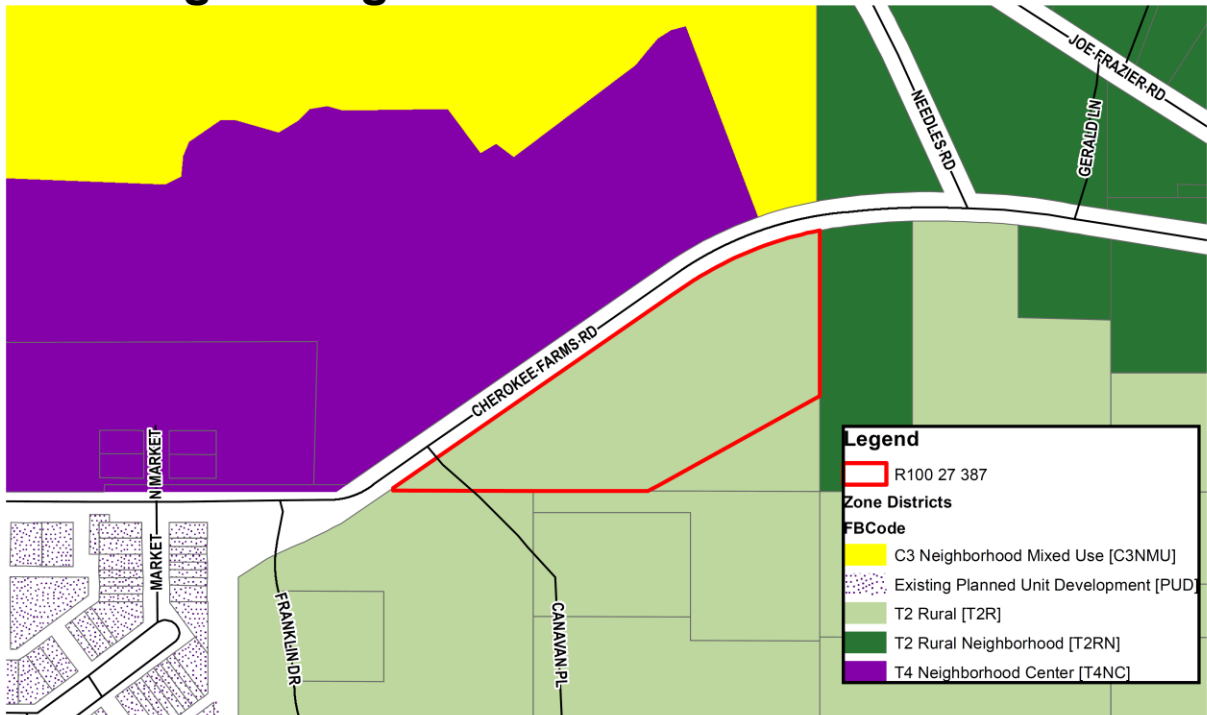 JOE FRAZIER RD
NEEDLES RD
GERALD LN
CHEROKEE FARMS RD
N MARKET
MARKET
FRANKLIN DR
CANAVAN PL
Legend
R100 27 387
Zone Districts
FBCode
C3 Neighborhood Mixed Use [C3NMU]
Existing Planned Unit Development [PUD]
T2 Rural [T2R]
T2 Rural Neighborhood [T2RN]
T4 Neighborhood Center [T4NC]